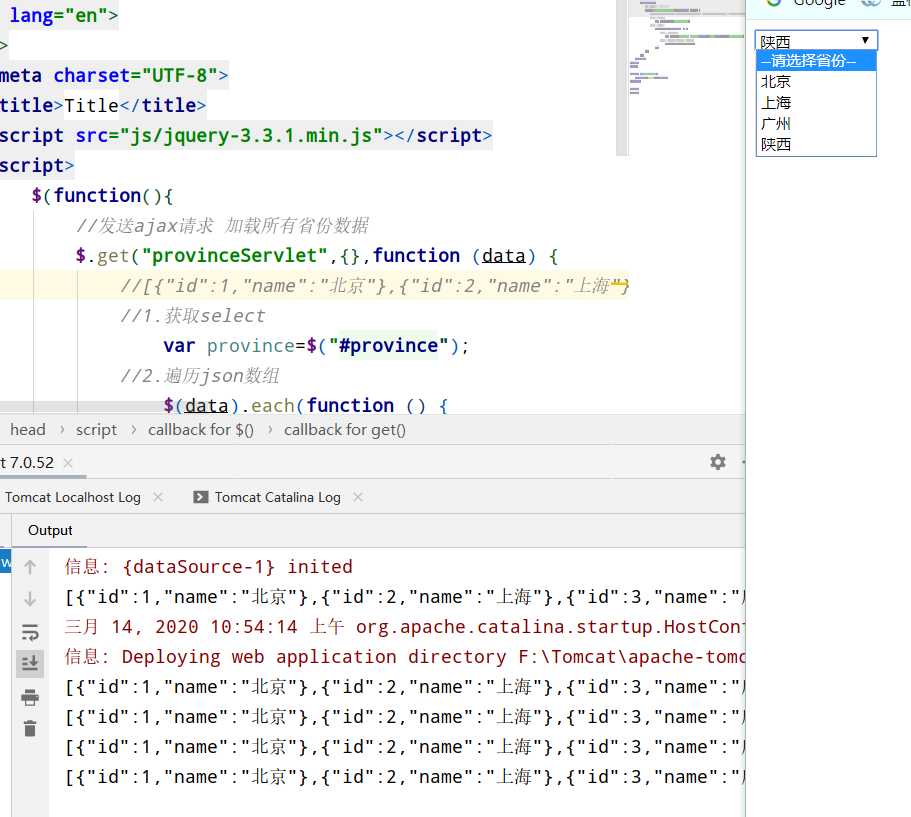 lang="en">
>
meta charset="UTF-8">
title>Title</title>
script src="js/jquery-3.3.1.min.js"></script>
script>
$(function(){
//发送ajax请求 加载所有省份数据
$.get("provinceServlet",{},function (data) {
//[{"id":1,"name":"北京"},{"id":2,"name":"上海"}
//1.获取select
var province=$("#province");
//2.遍历json数组
$(data).each(function () {
head › script › callback for $() › callback for get()
t 7.0.52
Tomcat Localhost Log
Tomcat Catalina Log
Output
信息: {dataSource-1} inited
[{"id":1,"name":"北京"},{"id":2,"name":"上海"},{"id":3,"name":"
三月 14, 2020 10:54:14 上午 org.apache.catalina.startup.HostCon
信息: Deploying web application directory F:\Tomcat\apache-tomc
[{"id":1,"name":"北京"},{"id":2,"name":"上海"},{"id":3,"name":"
[{"id":1,"name":"北京"},{"id":2,"name":"上海"},{"id":3,"name":"
[{"id":1,"name":"北京"},{"id":2,"name":"上海"},{"id":3,"name":"
[{"id":1,"name":"北京"},{"id":2,"name":"上海"},{"id":3,"name":"
Google
陕西
--请选择省份--
北京
上海
广州
陕西